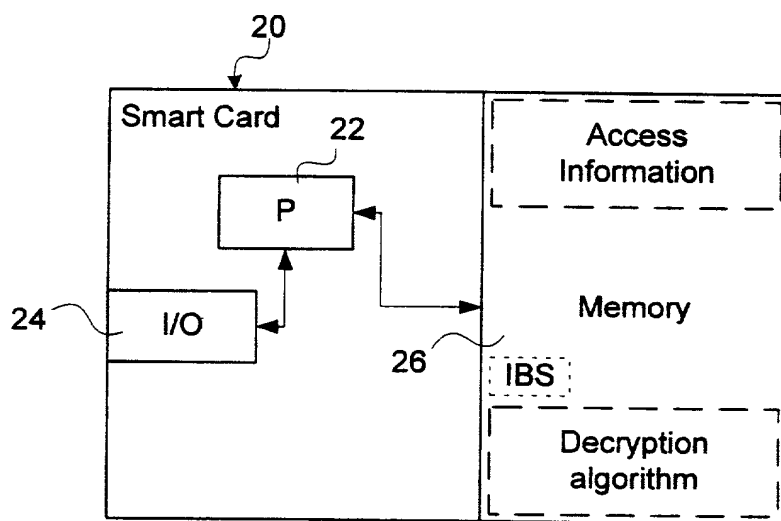 20
Smart Card
22
P
24
I/O
26
Access
Information
Memory
IBS
Decryption
algorithm